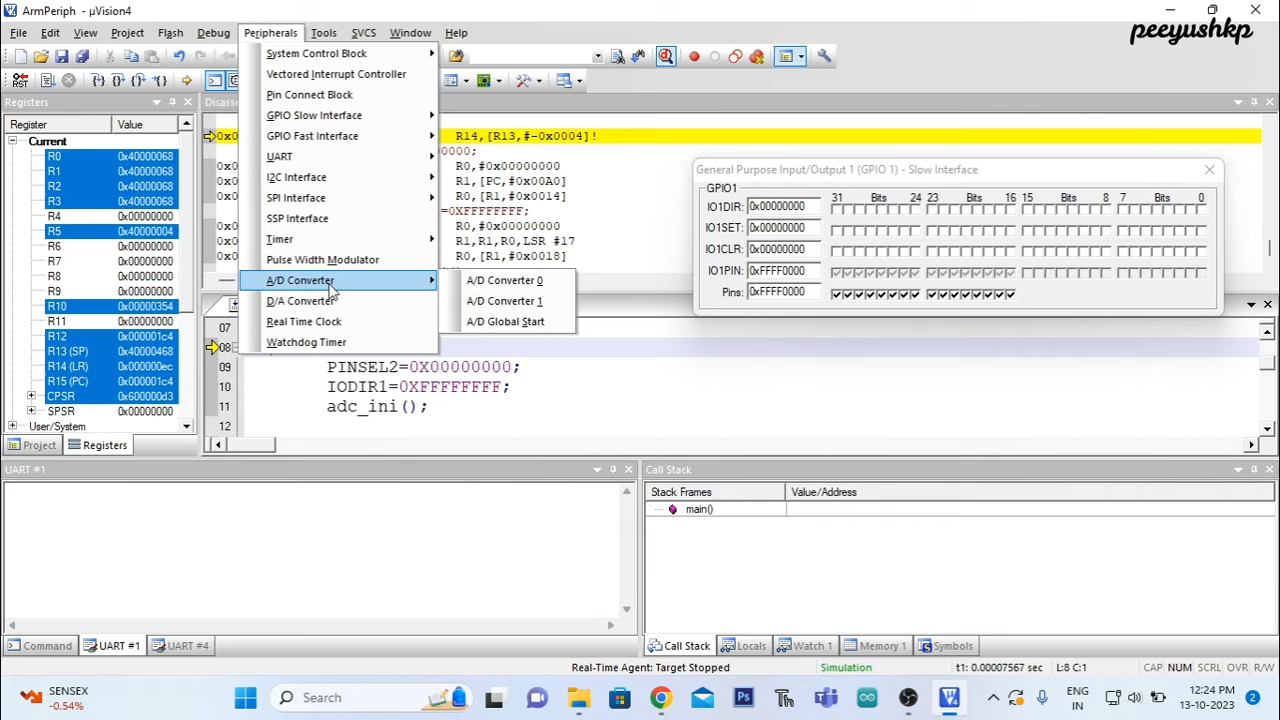 ArmPeriph - µVision4
peeyushkp
File Edit View Project Flash Debug Peripherals Tools SVCS Window Help
RST
Registers
Register Value
Current
R0 0x40000068
R1 0x40000068
R2 0x40000068
R3 0x40000068
R4 0x00000000
R5 0x40000004
R6 0x00000000
R7 0x00000000
R8 0x00000000
R9 0x00000000
R10 0x00000354
R11 0x00000000
R12 0x000001c4
R13 (SP) 0x40000468
R14 (LR) 0x000000ec
R15 (PC) 0x000001c4
CPSR 0x600000d3
SPSR 0x00000000
User/System
Project Registers
System Control Block
Vectored Interrupt Controller
Pin Connect Block
GPIO Slow Interface
GPIO Fast Interface
UART
I2C Interface
SPI Interface
SSP Interface
Timer
Pulse Width Modulator
A/D Converter
D/A Converter
Real Time Clock
Watchdog Timer
A/D Converter 0
A/D Converter 1
A/D Global Start
Disass
R14,[R13,#-0x0004]!
R0,#0x00000000
R1,[PC,#0x00A0]
R0,[R1,#0x0014]
=0XFFFFFFFF;
R0,#0x00000000
R1,R1,R0,LSR #17
R0,[R1,#0x0018]
General Purpose Input/Output 1 (GPIO 1) - Slow Interface
GPIO1
31 Bits 24 23 Bits 16 15 Bits 8 7 Bits 0
IO1DIR: 0x00000000
IO1SET: 0x00000000
IO1CLR: 0x00000000
IO1PIN: 0xFFFF0000
Pins: 0xFFFF0000
07
08
09 PINSEL2=0X00000000;
10 IODIR1=0XFFFFFFFF;
11 adc_ini();
12
UART #1
Call Stack
Stack Frames Value/Address
main()
Command UART #1 UART #4
Call Stack Locals Watch 1 Memory 1 Symbols
Real-Time Agent: Target Stopped Simulation t1: 0.00007567 sec L:8 C:1 CAP NUM SCRL OVR R/W
SENSEX
-0.54%
Search
ENG
IN
12:24 PM
13-10-2023
2